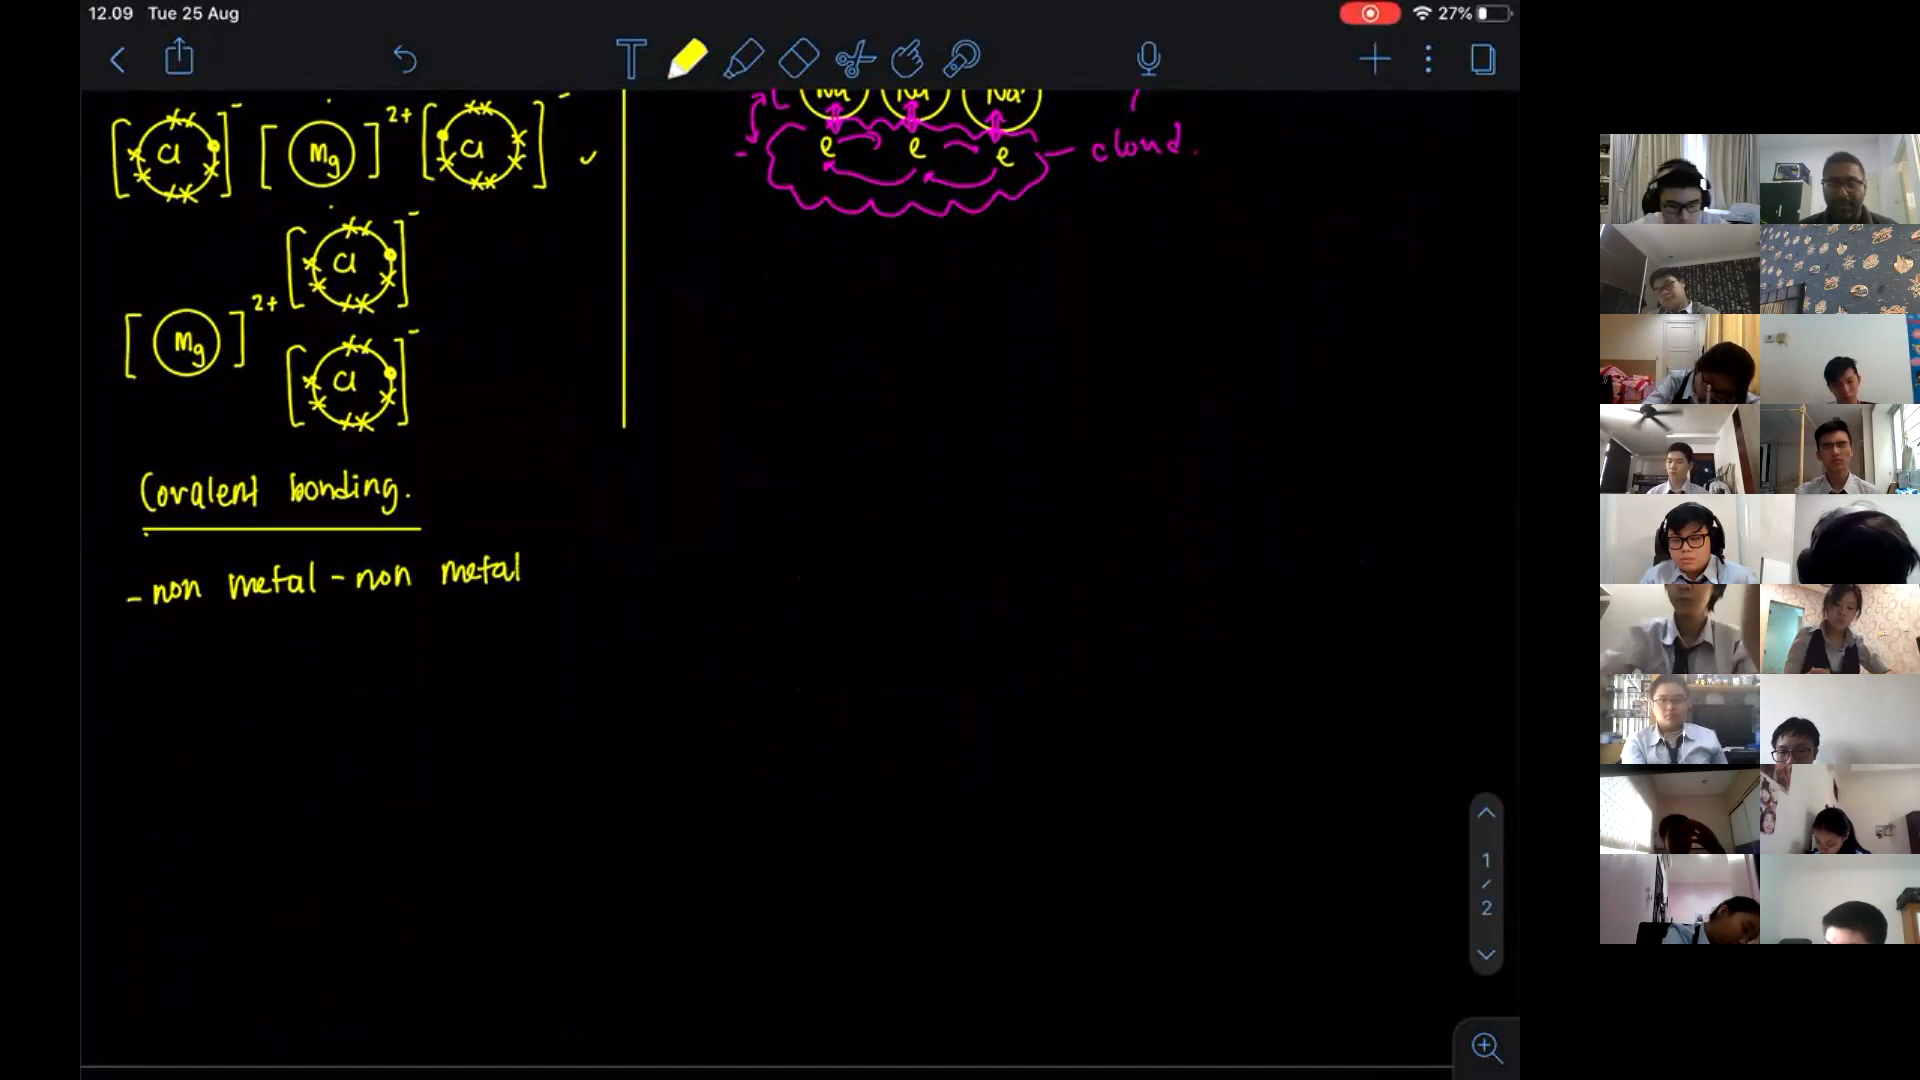 12.09 Tue 25 Aug
27%
T
[Cl]⁻ [Mg]²⁺ [Cl]⁻
Na Na Na
e e e
- cloud.
[Cl]⁻
[Mg]²⁺
[Cl]⁻
Covalent bonding.
- non metal - non metal
1
/
2